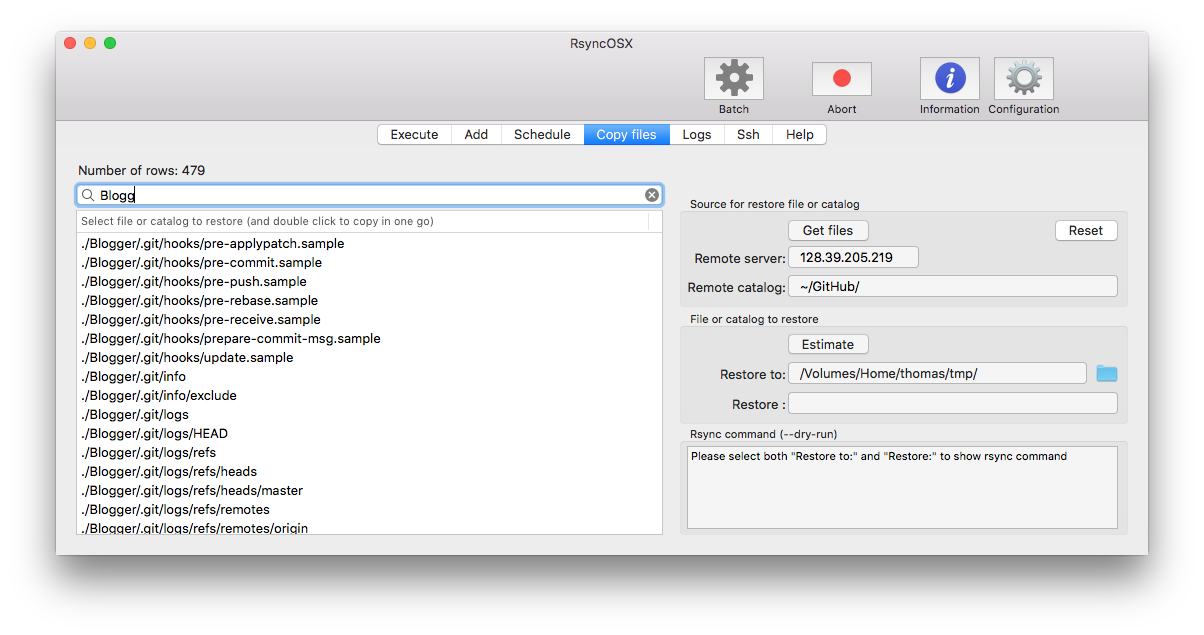 RsyncOSX
Batch
Abort
Information
Configuration
Execute
Add
Schedule
Copy files
Logs
Ssh
Help
Number of rows: 479
Blogg
Select file or catalog to restore (and double click to copy in one go)
./Blogger/.git/hooks/pre-applypatch.sample
./Blogger/.git/hooks/pre-commit.sample
./Blogger/.git/hooks/pre-push.sample
./Blogger/.git/hooks/pre-rebase.sample
./Blogger/.git/hooks/pre-receive.sample
./Blogger/.git/hooks/prepare-commit-msg.sample
./Blogger/.git/hooks/update.sample
./Blogger/.git/info
./Blogger/.git/info/exclude
./Blogger/.git/logs
./Blogger/.git/logs/HEAD
./Blogger/.git/logs/refs
./Blogger/.git/logs/refs/heads
./Blogger/.git/logs/refs/heads/master
./Blogger/.git/logs/refs/remotes
./Blogger/.git/logs/refs/remotes/origin
Source for restore file or catalog
Get files
Reset
Remote server: 128.39.205.219
Remote catalog: ~/GitHub/
File or catalog to restore
Estimate
Restore to: /Volumes/Home/thomas/tmp/
Restore :
Rsync command (--dry-run)
Please select both "Restore to:" and "Restore:" to show rsync command